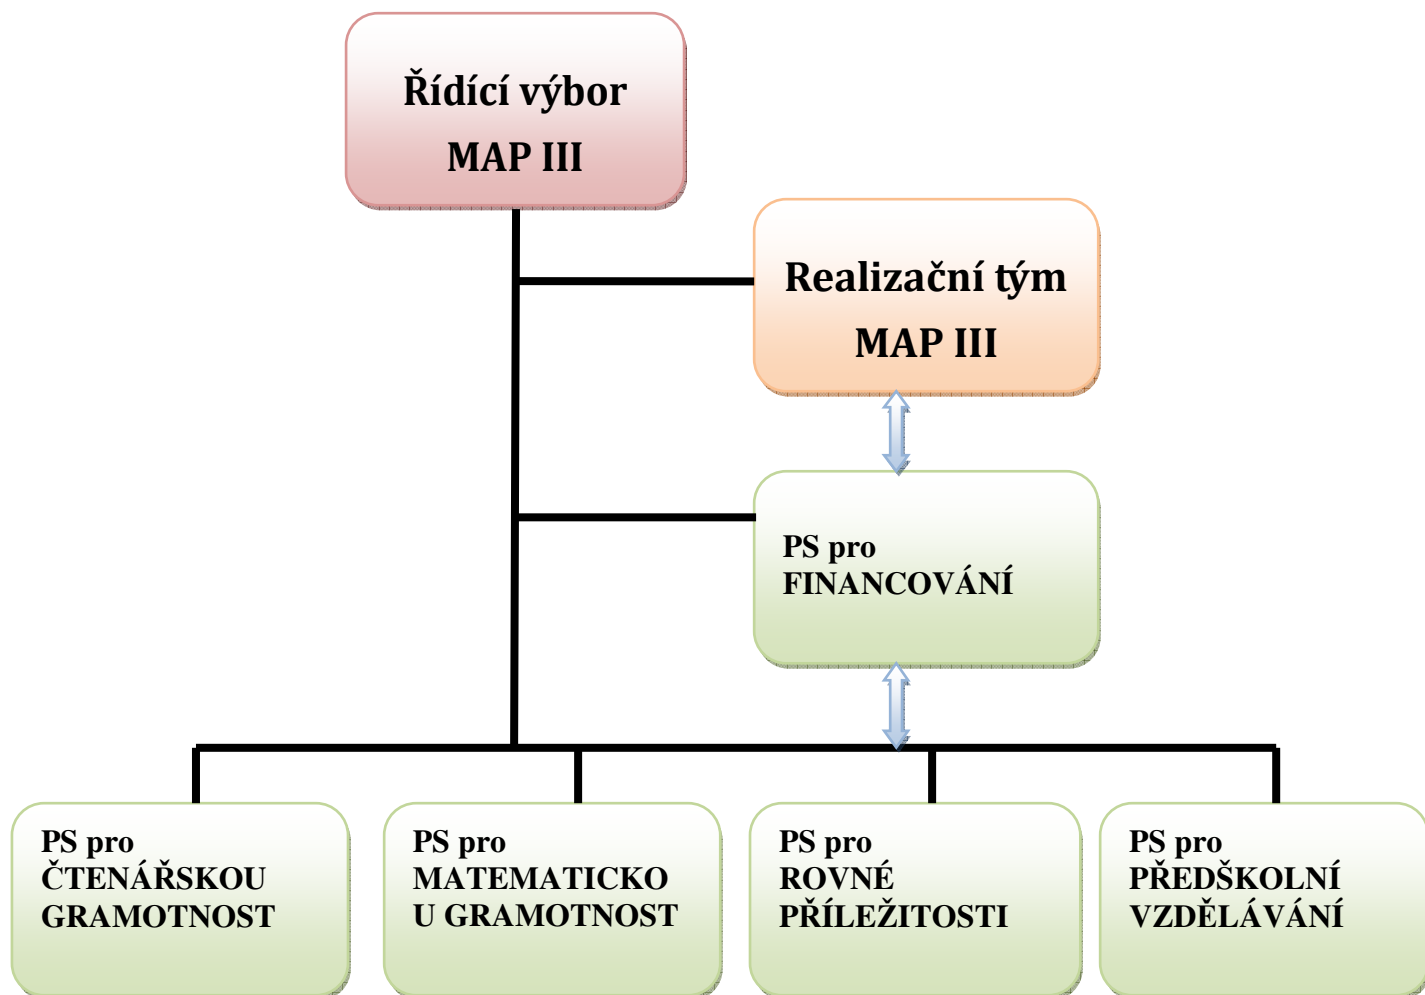 Řídící výbor
MAP III
Realizační tým
MAP III
PS pro
FINANCOVÁNÍ
PS pro
ČTENÁŘSKOU
GRAMOTNOST
PS pro
MATEMATICKO
U GRAMOTNOST
PS pro
ROVNÉ
PŘÍLEŽITOSTI
PS pro
PŘEDŠKOLNÍ
VZDĚLÁVÁNÍ